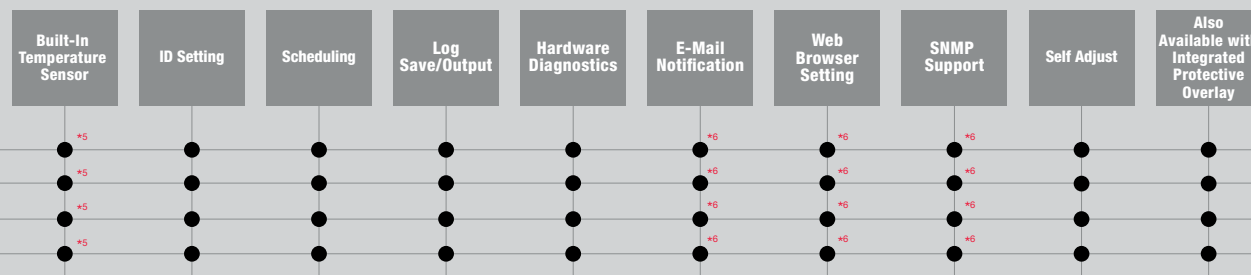 Built-In
Temperature
Sensor
ID Setting
Scheduling
Log
Save/Output
Hardware
Diagnostics
E-Mail
Notification
Web
Browser
Setting
SNMP
Support
Self Adjust
Also
Available with
Integrated
Protective
Overlay
*5 *6 *6 *6
*5 *6 *6 *6
*5 *6 *6 *6
*5 *6 *6 *6